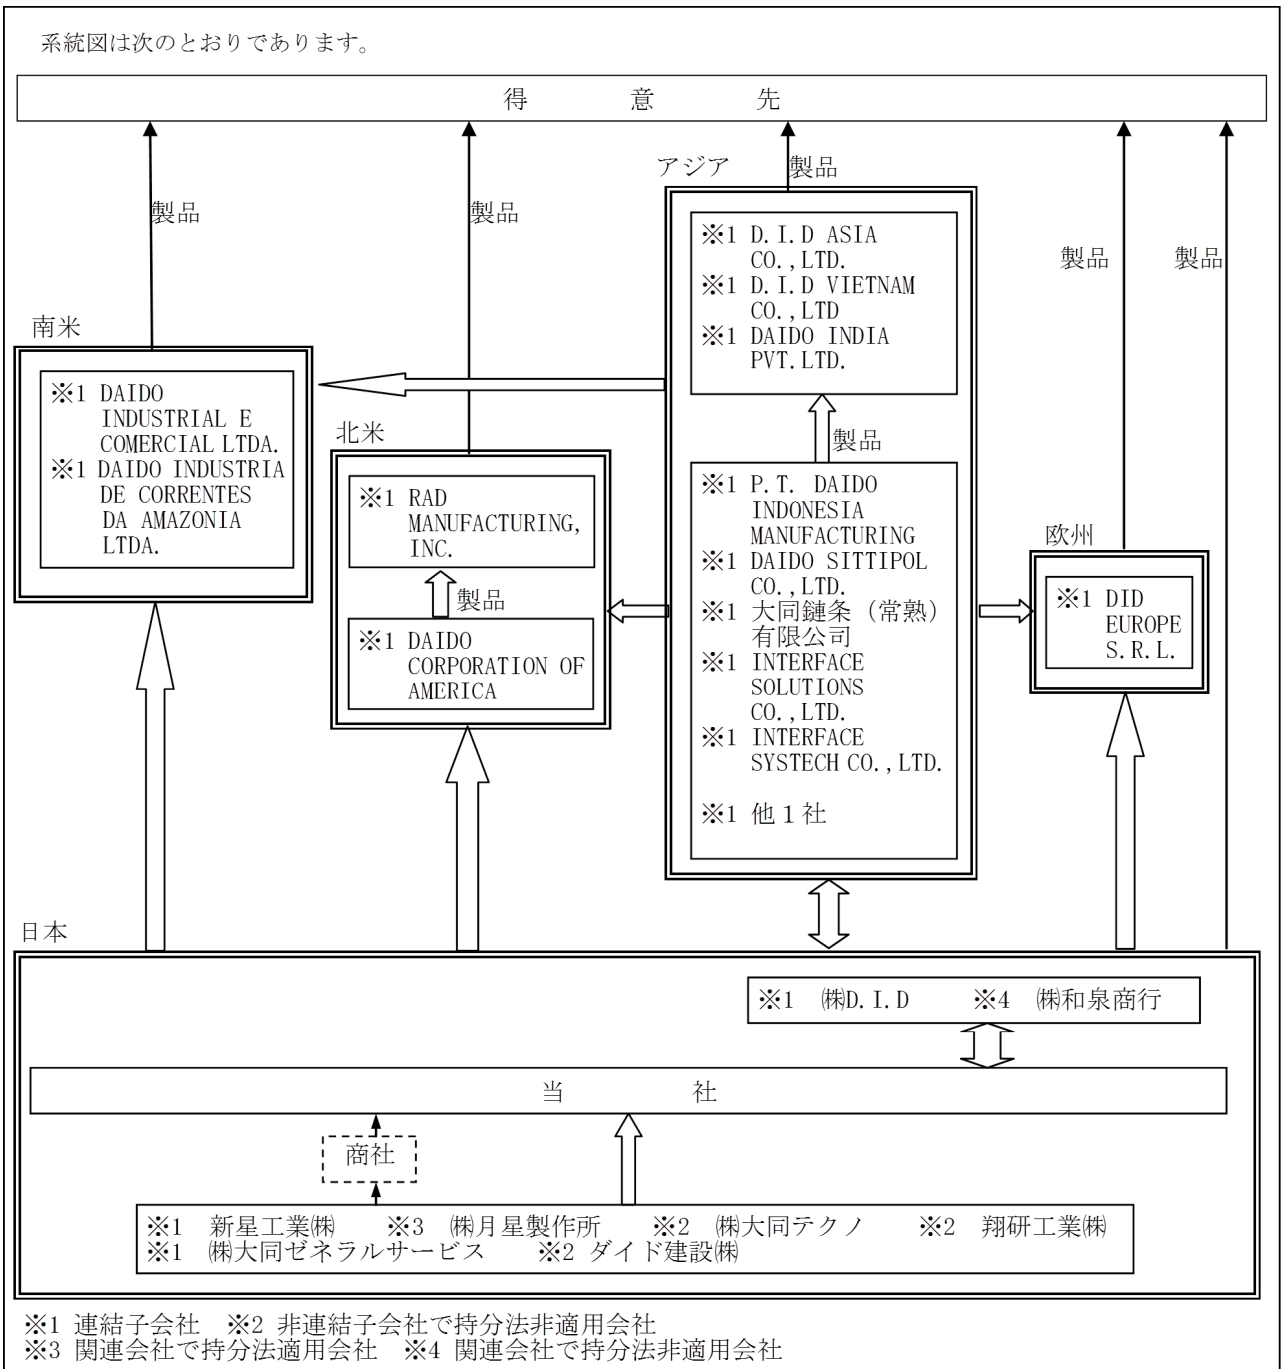 系統図は次のとおりであります。
得意先
製品
製品
アジア
製品
製品
製品
※1 D.I.D ASIA
CO.,LTD.
※1 D.I.D VIETNAM
CO.,LTD
※1 DAIDO INDIA
PVT.LTD.
製品
※1 P.T. DAIDO
INDONESIA
MANUFACTURING
※1 DAIDO SITTIPOL
CO.,LTD.
※1 大同鏈条（常熟）
有限公司
※1 INTERFACE
SOLUTIONS
CO.,LTD.
※1 INTERFACE
SYSTECH CO.,LTD.
※1 他１社
南米
※1 DAIDO
INDUSTRIAL E
COMERCIAL LTDA.
※1 DAIDO INDUSTRIA
DE CORRENTES
DA AMAZONIA
LTDA.
北米
※1 RAD
MANUFACTURING,
INC.
製品
※1 DAIDO
CORPORATION OF
AMERICA
欧州
※1 DID
EUROPE
S.R.L.
日本
※1 ㈱D.I.D ※4 ㈱和泉商行
当社
商社
※1 新星工業㈱ ※3 ㈱月星製作所 ※2 ㈱大同テクノ ※2 翔研工業㈱
※1 ㈱大同ゼネラルサービス ※2 ダイド建設㈱
※1 連結子会社 ※2 非連結子会社で持分法非適用会社
※3 関連会社で持分法適用会社 ※4 関連会社で持分法非適用会社